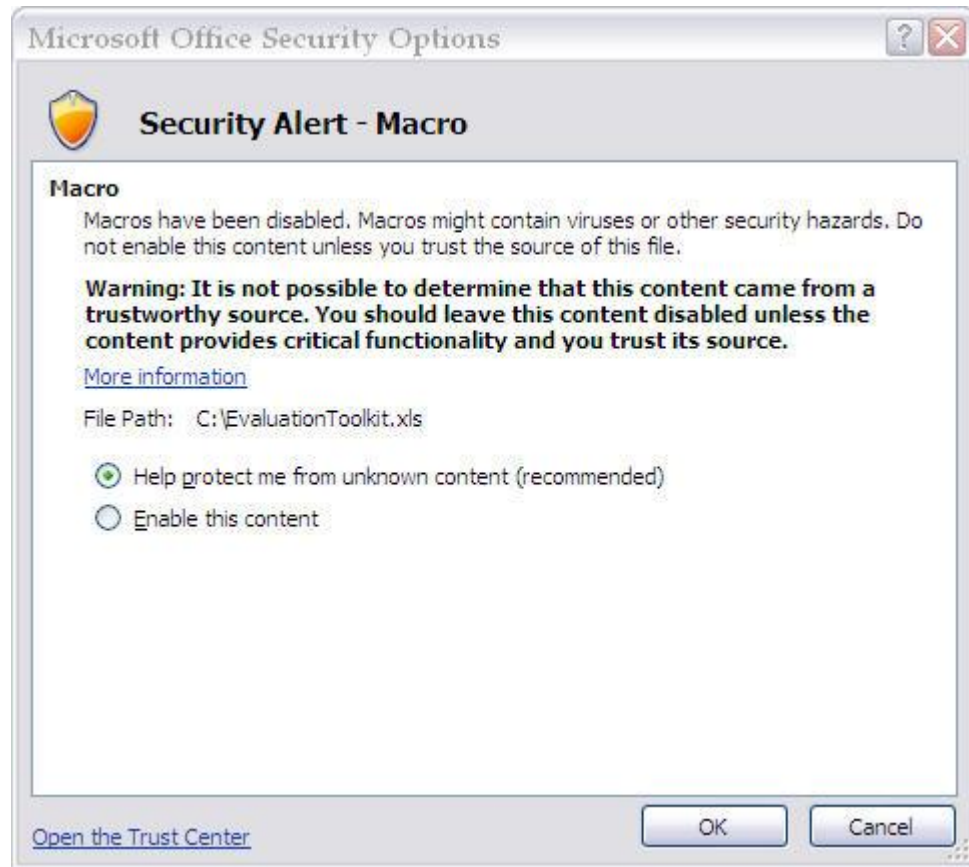 Microsoft Office Security Options
Security Alert - Macro
Macro
Macros have been disabled. Macros might contain viruses or other security hazards. Do
not enable this content unless you trust the source of this file.
Warning: It is not possible to determine that this content came from a
trustworthy source. You should leave this content disabled unless the
content provides critical functionality and you trust its source.
More information
File Path: C:\EvaluationToolkit.xls
Help protect me from unknown content (recommended)
Enable this content
Open the Trust Center
OK
Cancel